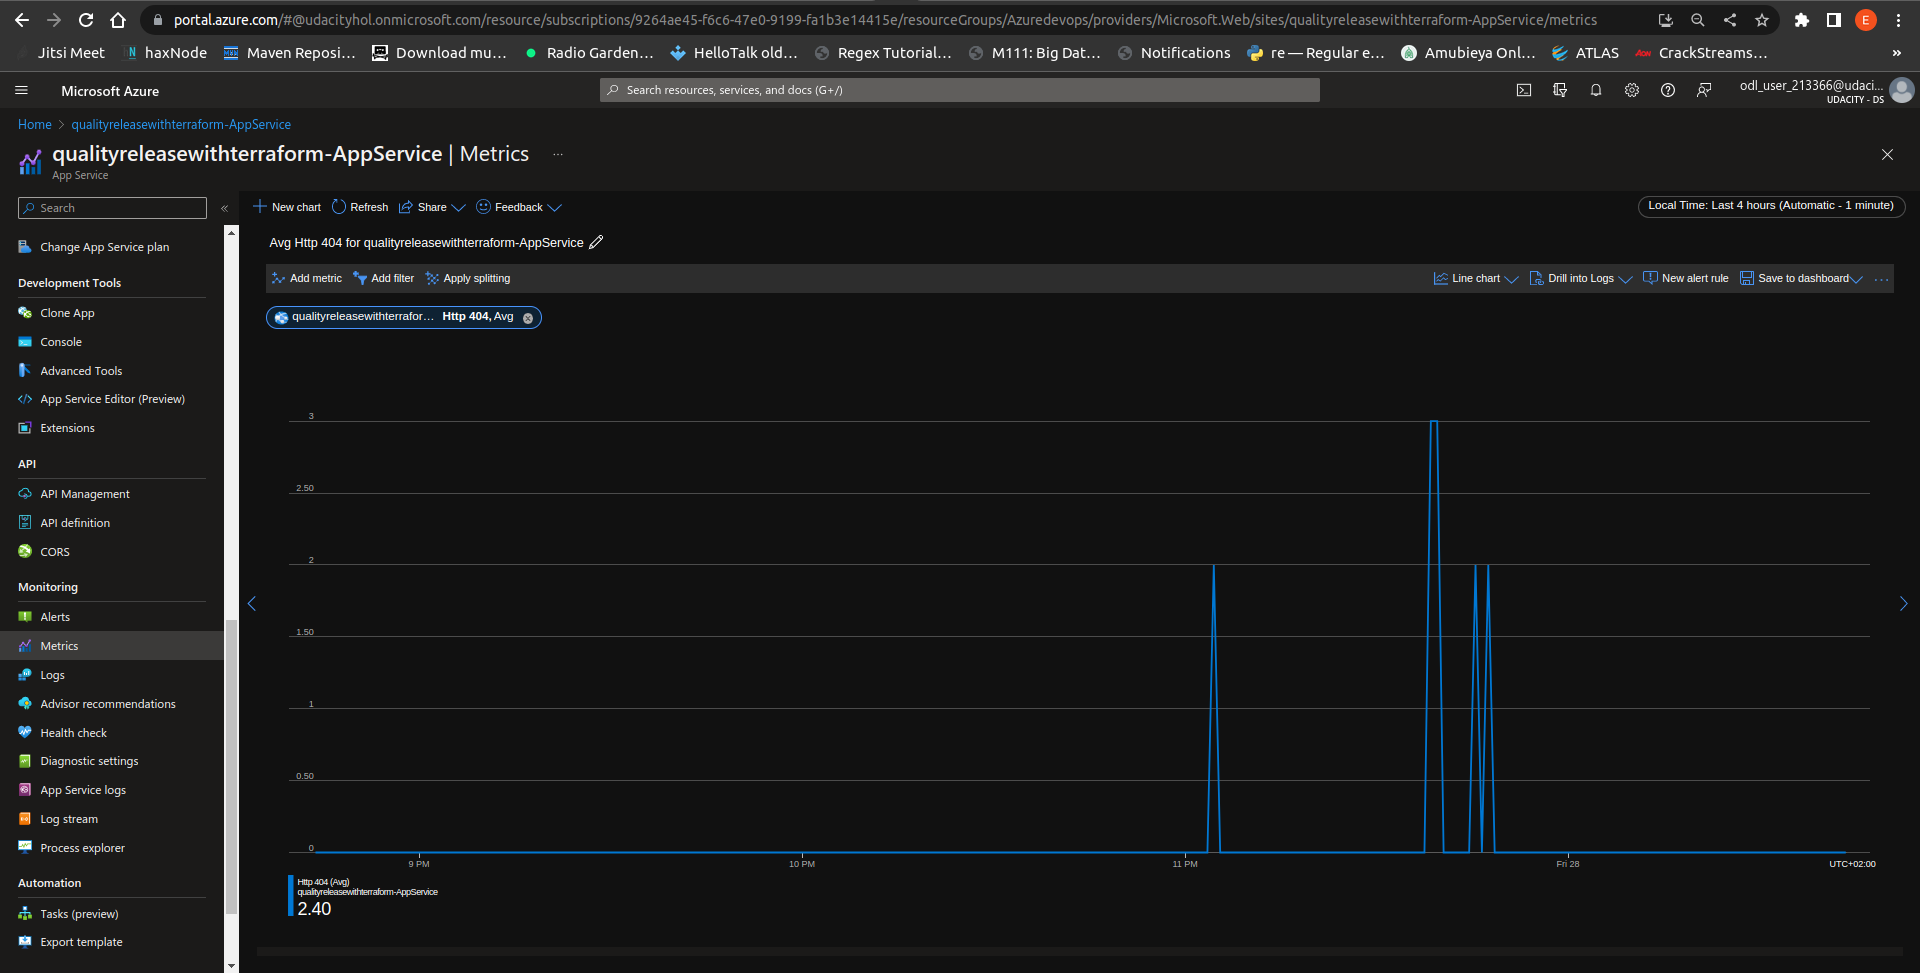 portal.azure.com/#@udacityhol.onmicrosoft.com/resource/subscriptions/9264ae45-f6c6-47e0-9199-fa1b3e14415e/resourceGroups/Azuredevops/providers/Microsoft.Web/sites/qualityreleasewithterraform-AppService/metrics
E
Jitsi Meet haxNode Maven Reposi... Download mu... Radio Garden... HelloTalk old... Regex Tutorial... M111: Big Dat... Notifications re — Regular e... Amubieya Onl... ATLAS CrackStreams... »
Microsoft Azure
Search resources, services, and docs (G+/)
odl_user_213366@udaci...
UDACITY - DS
Home > qualityreleasewithterraform-AppService
qualityreleasewithterraform-AppService | Metrics ...
App Service
Search «
Change App Service plan
Development Tools
Clone App
Console
Advanced Tools
App Service Editor (Preview)
Extensions
API
API Management
API definition
CORS
Monitoring
Alerts
Metrics
Logs
Advisor recommendations
Health check
Diagnostic settings
App Service logs
Log stream
Process explorer
Automation
Tasks (preview)
Export template
New chart Refresh Share Feedback
Local Time: Last 4 hours (Automatic - 1 minute)
Avg Http 404 for qualityreleasewithterraform-AppService
Add metric Add filter Apply splitting
Line chart Drill into Logs New alert rule Save to dashboard ...
qualityreleasewithterrafor... Http 404, Avg
3
2.50
2
1.50
1
0.50
0
9 PM 10 PM 11 PM Fri 28 UTC+02:00
Http 404 (Avg)
qualityreleasewithterraform-AppService
2.40